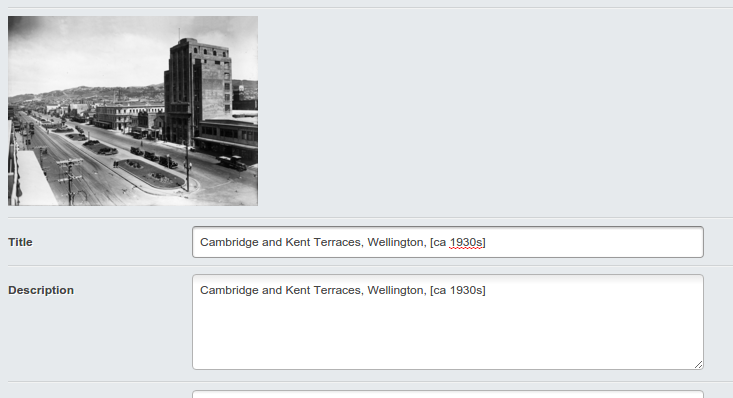 Title
Cambridge and Kent Terraces, Wellington, [ca 1930s]
Description
Cambridge and Kent Terraces, Wellington, [ca 1930s]